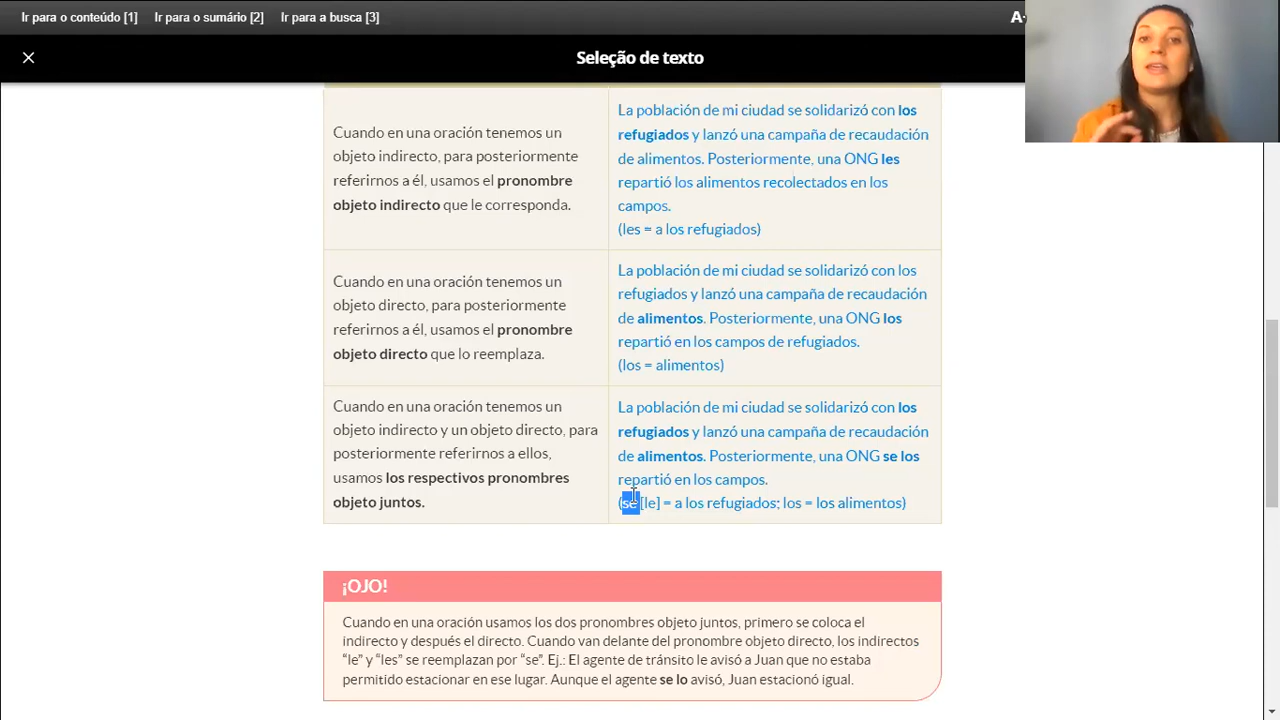 Ir para o conteúdo [1] Ir para o sumário [2] Ir para a busca [3]
A-
Seleção de texto
Cuando en una oración tenemos un
objeto indirecto, para posteriormente
referirnos a él, usamos el pronombre
objeto indirecto que le corresponda.
La población de mi ciudad se solidarizó con los
refugiados y lanzó una campaña de recaudación
de alimentos. Posteriormente, una ONG les
repartió los alimentos recolectados en los
campos.
(les = a los refugiados)
Cuando en una oración tenemos un
objeto directo, para posteriormente
referirnos a él, usamos el pronombre
objeto directo que lo reemplaza.
La población de mi ciudad se solidarizó con los
refugiados y lanzó una campaña de recaudación
de alimentos. Posteriormente, una ONG los
repartió en los campos de refugiados.
(los = alimentos)
Cuando en una oración tenemos un
objeto indirecto y un objeto directo, para
posteriormente referirnos a ellos,
usamos los respectivos pronombres
objeto juntos.
La población de mi ciudad se solidarizó con los
refugiados y lanzó una campaña de recaudación
de alimentos. Posteriormente, una ONG se los
repartió en los campos.
(se [le] = a los refugiados; los = los alimentos)
¡OJO!
Cuando en una oración usamos los dos pronombres objeto juntos, primero se coloca el
indirecto y después el directo. Cuando van delante del pronombre objeto directo, los indirectos
“le” y “les” se reemplazan por “se”. Ej.: El agente de tránsito le avisó a Juan que no estaba
permitido estacionar en ese lugar. Aunque el agente se lo avisó, Juan estacionó igual.